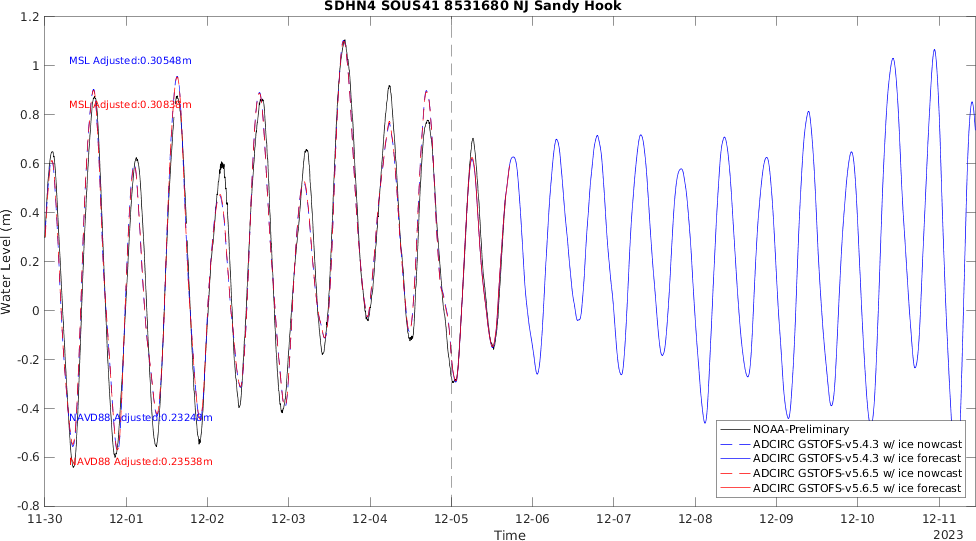 SDHN4 SOUS41 8531680 NJ Sandy Hook
1.2
1
0.8
0.6
0.4
0.2
0
-0.2
-0.4
-0.6
-0.8
Water Level (m)
MSL Adjusted:0.30548m
MSL Adjusted:0.30838m
NAVD88 Adjusted:0.23248m
NAVD88 Adjusted:0.23538m
NOAA-Preliminary
ADCIRC GSTOFS-v5.4.3 w/ ice nowcast
ADCIRC GSTOFS-v5.4.3 w/ ice forecast
ADCIRC GSTOFS-v5.6.5 w/ ice nowcast
ADCIRC GSTOFS-v5.6.5 w/ ice forecast
11-30 12-01 12-02 12-03 12-04 12-05 12-06 12-07 12-08 12-09 12-10 12-11
Time
2023